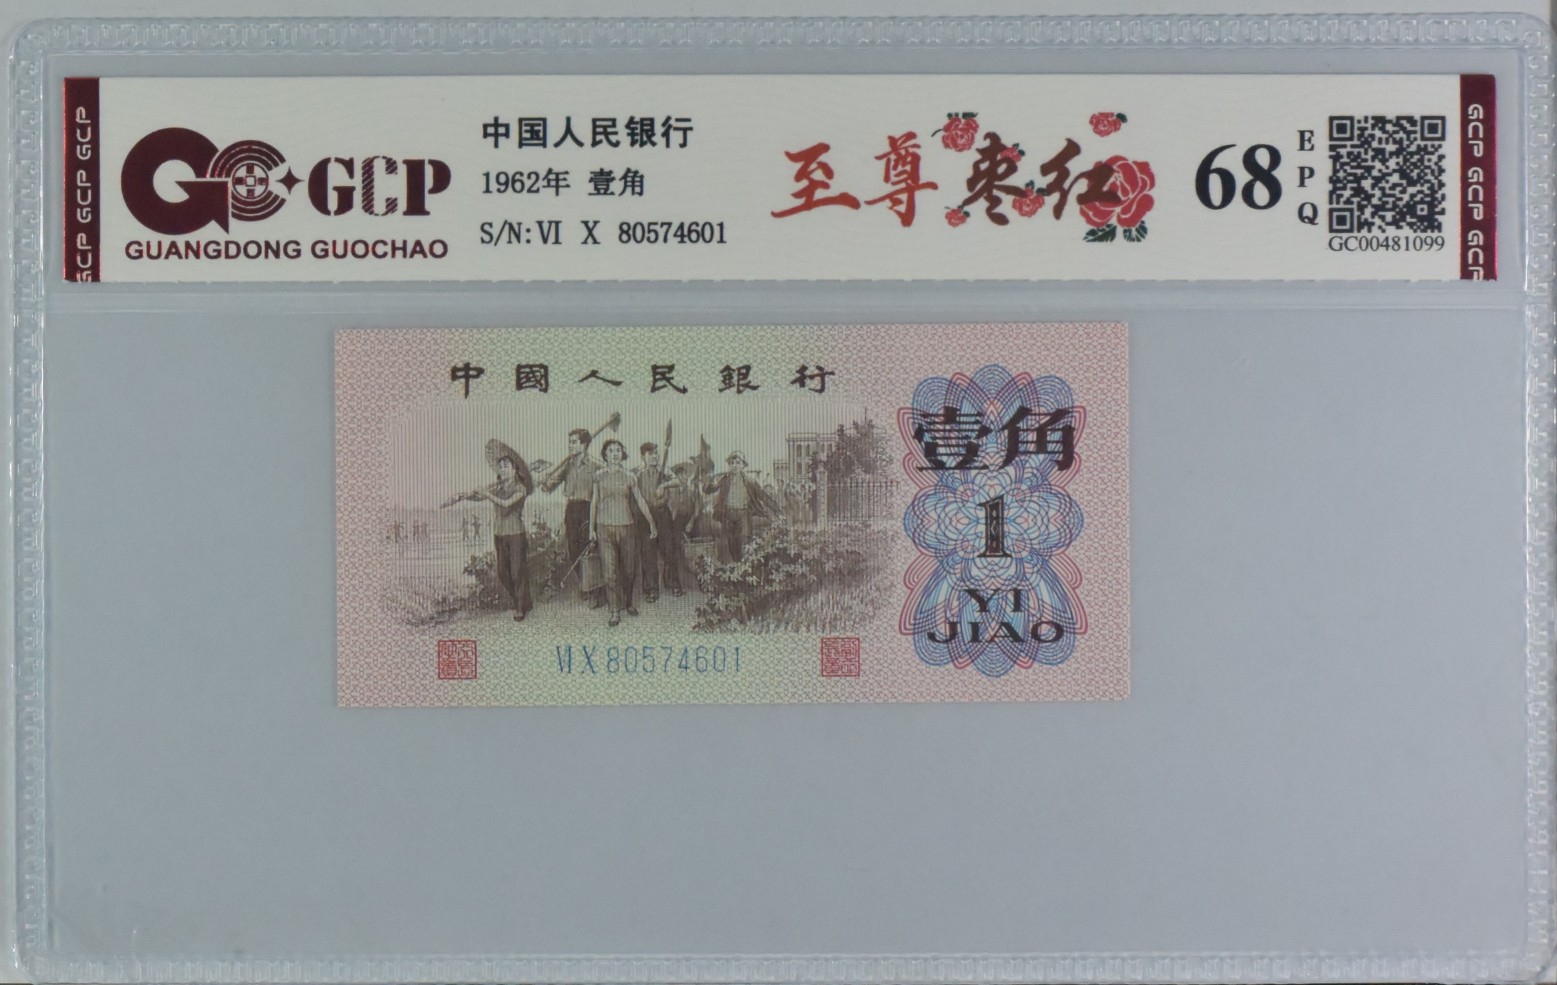 GCP GCP GCP
GCP
GUANGDONG GUOCHAO
中国人民银行
1962年 壹角
S/N: VI X 80574601
至尊枣红
68
EPQ
GC00481099
GCP GCP GCP
中國人民銀行
壹角
1
YI
JIAO
VI X 80574601